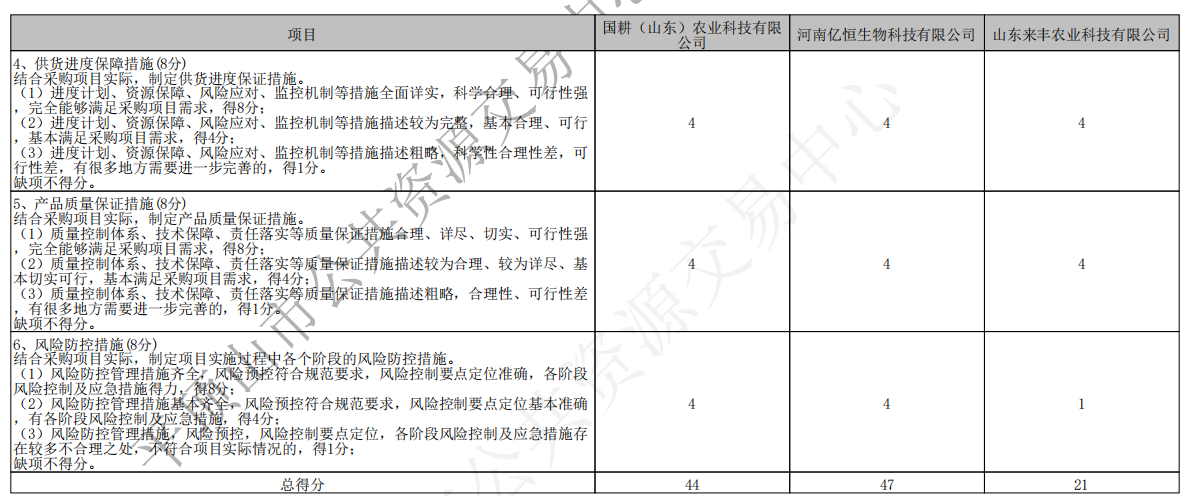 项目
国耕（山东）农业科技有限
公司
河南亿恒生物科技有限公司
山东来丰农业科技有限公司
4、供货进度保障措施(8分)
结合采购项目实际，制定供货进度保证措施。
（1）进度计划、资源保障、风险应对、监控机制等措施全面详实，科学合理、可行性强
，完全能够满足采购项目需求，得8分；
（2）进度计划、资源保障、风险应对、监控机制等措施描述较为完整，基本合理、可行
，基本满足采购项目需求，得4分；
（3）进度计划、资源保障、风险应对、监控机制等措施描述粗略，科学性合理性差，可
行性差，有很多地方需要进一步完善的，得1分。
缺项不得分。
4
4
4
5、产品质量保证措施(8分)
结合采购项目实际，制定产品质量保证措施。
（1）质量控制体系、技术保障、责任落实等质量保证措施合理、详尽、切实、可行性强
，完全能够满足采购项目需求，得8分；
（2）质量控制体系、技术保障、责任落实等质量保证措施描述较为合理、较为详尽、基
本切实可行，基本满足采购项目需求，得4分；
（3）质量控制体系、技术保障、责任落实等质量保证措施描述粗略，合理性、可行性差
，有很多地方需要进一步完善的，得1分。
缺项不得分。
4
4
4
6、风险防控措施(8分)
结合采购项目实际，制定项目实施过程中各个阶段的风险防控措施。
（1）风险防控管理措施齐全，风险预控符合规范要求，风险控制要点定位准确，各阶段
风险控制及应急措施得力，得8分；
（2）风险防控管理措施基本齐全，风险预控符合规范要求，风险控制要点定位基本准确
，有各阶段风险控制及应急措施，得4分；
（3）风险防控管理措施，风险预控，风险控制要点定位，各阶段风险控制及应急措施存
在较多不合理之处，不符合项目实际情况的，得1分；
缺项不得分。
4
4
1
总得分
44
47
21
平顶山市公共资源交易中心
公共资源交易中心